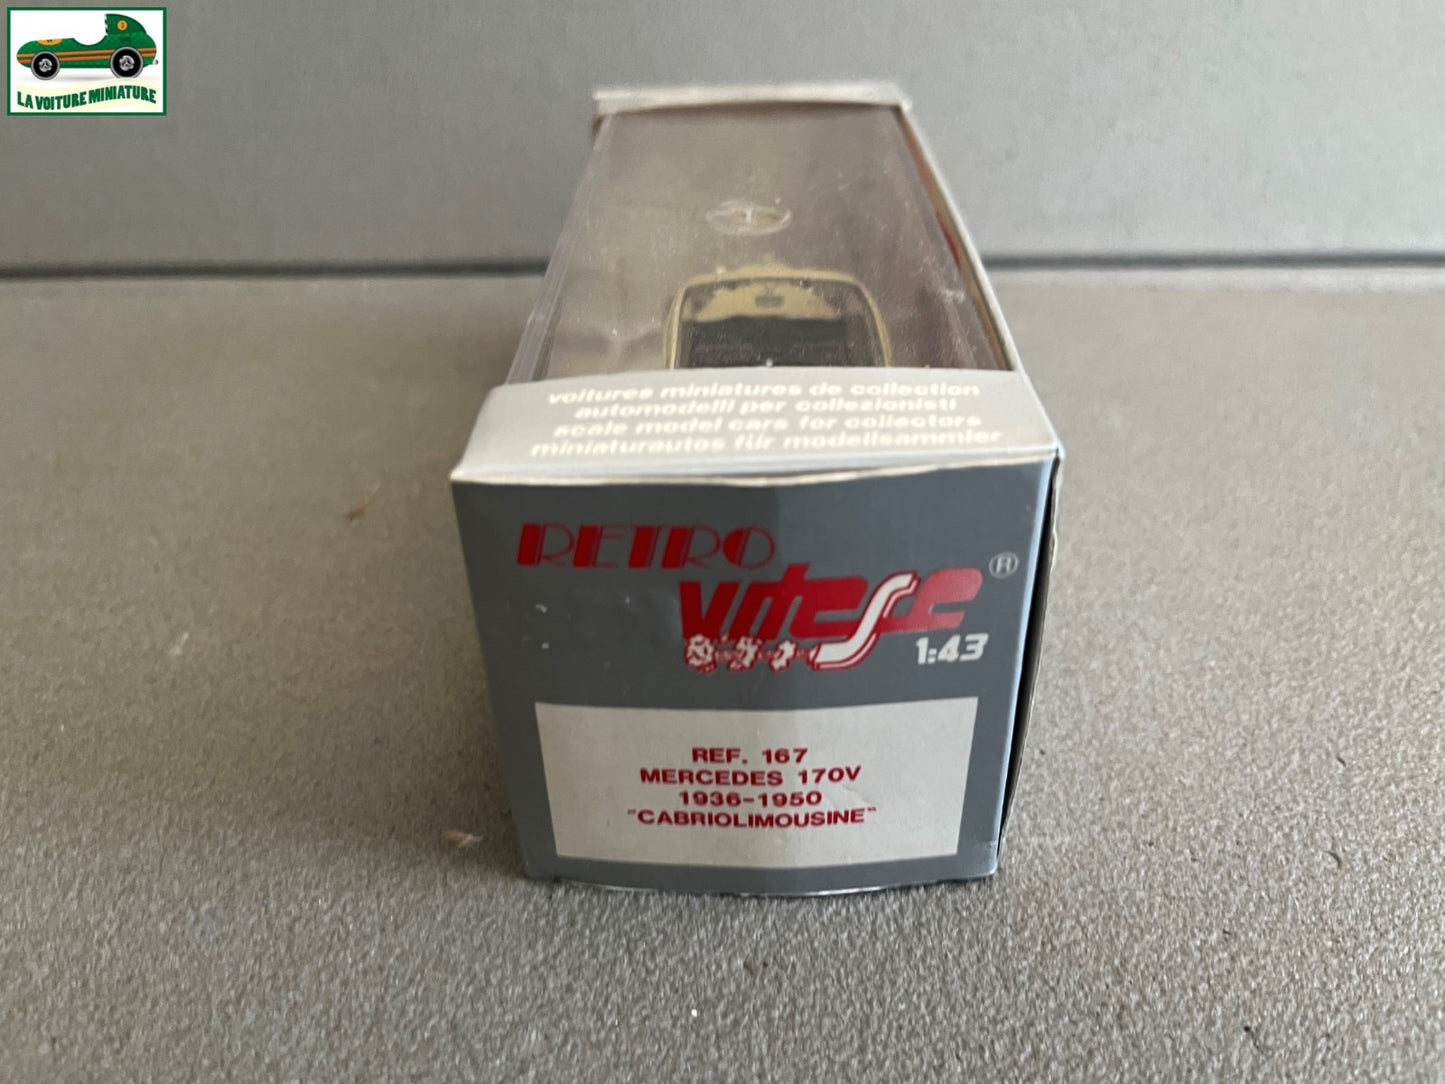 LA VOITURE MINIATURE
voitures miniatures de collection
automodelli per collezionisti
scale model cars for collectors
miniaturautos für modellsammler
RETRO
vitesse ®
1:43
REF. 167
MERCEDES 170V
1936-1950
"CABRIOLIMOUSINE"